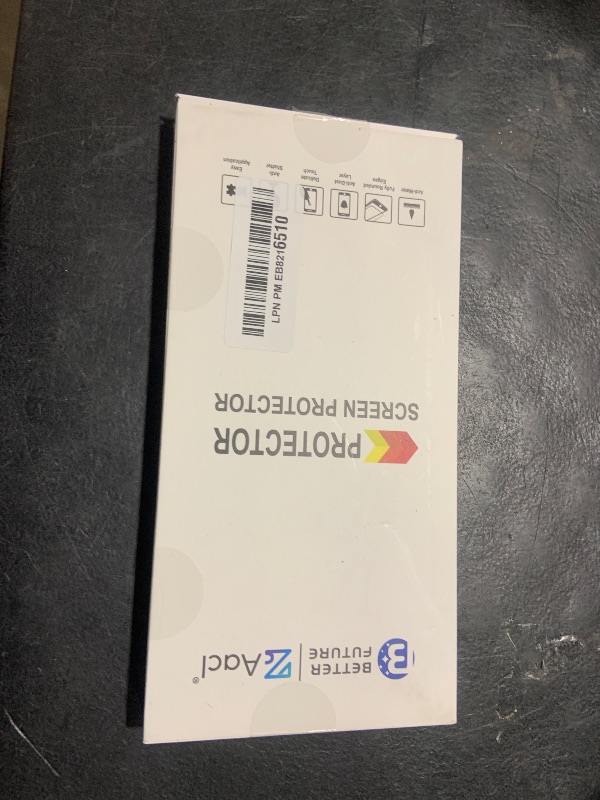 BETTER
FUTURE
Aacl®
PROTECTOR
SCREEN PROTECTOR
LPN PM EB8216510
Anti-Water
Fully Rounded
Edges
Anti-Dust
Layer
Delicate
Touch
Anti-
Shatter
Easy
Application